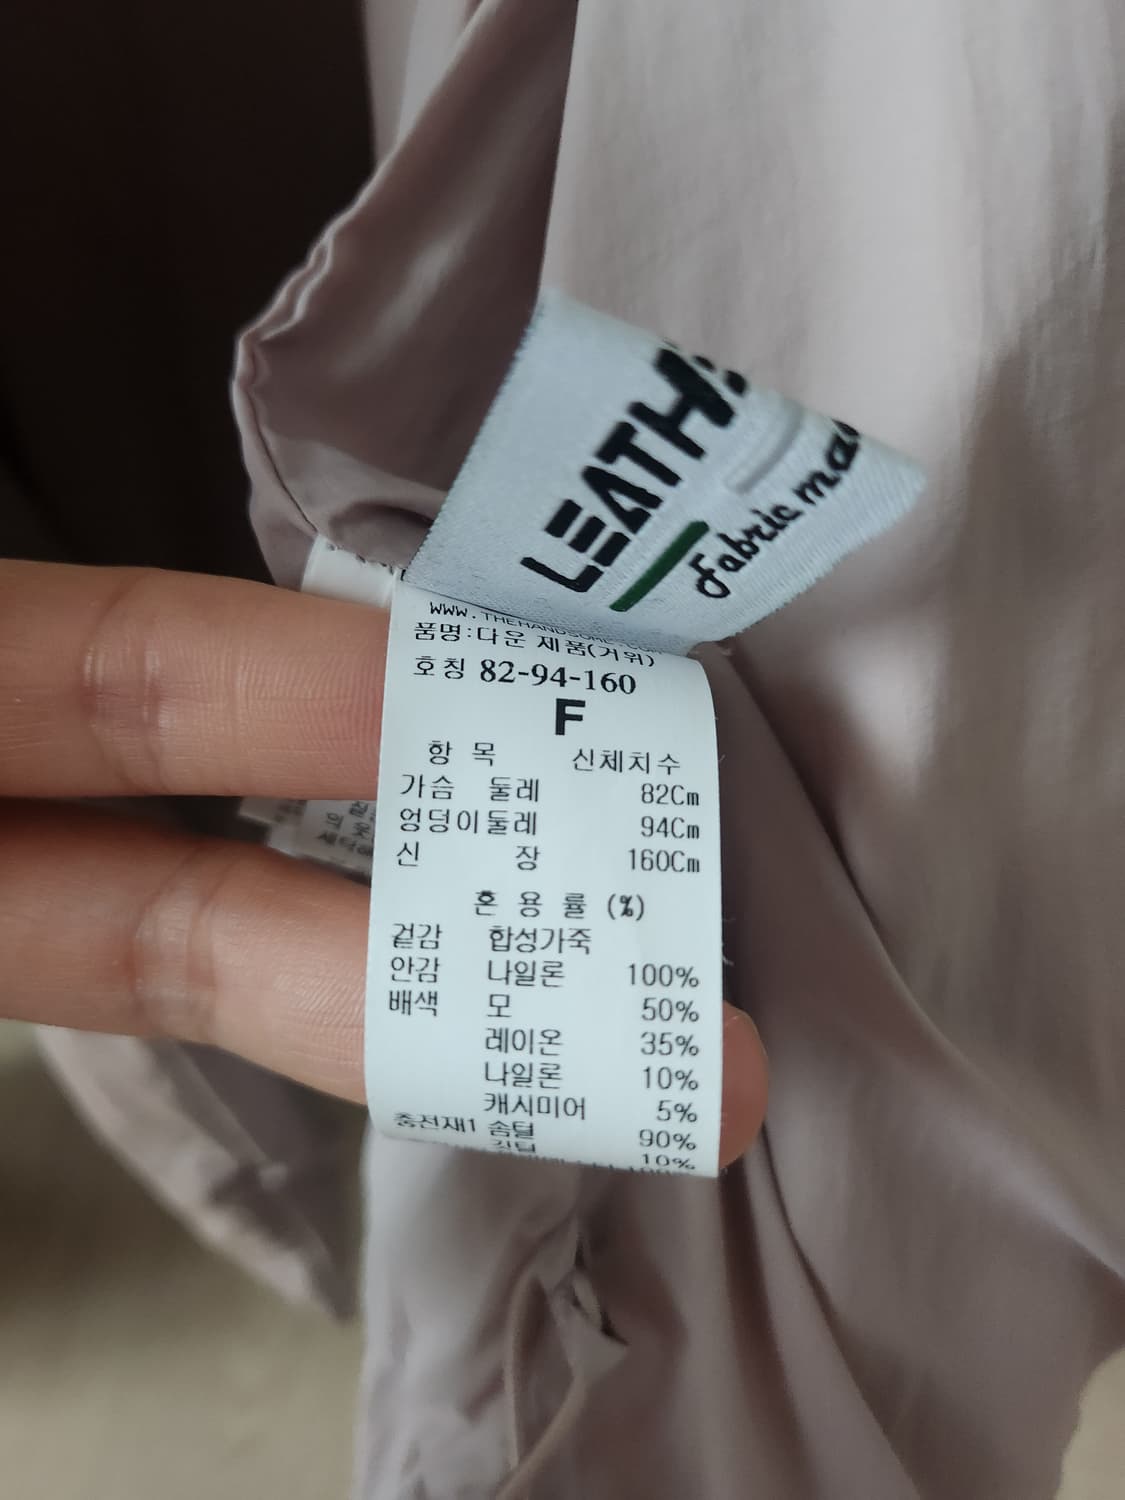 LEATH
Fabric ma
www.THEHANDSOME.COM
품명:다운 제품(거위)
호칭 82-94-160
F
항 목 신체치수
가슴 둘레 82Cm
엉덩이둘레 94Cm
신 장 160Cm
혼 용 률 (%)
겉감 합성가죽
안감 나일론 100%
배색 모 50%
레이온 35%
나일론 10%
캐시미어 5%
충전재1 솜털 90%
깃털 10%